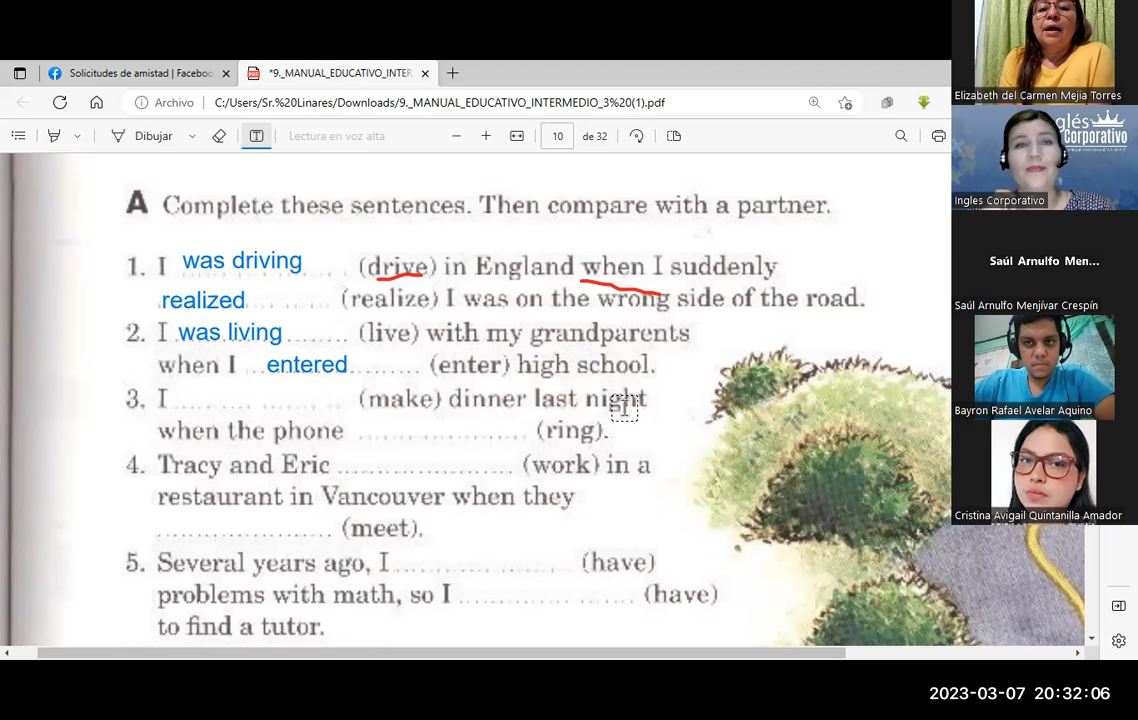 Solicitudes de amistad | Facebo
*9._MANUAL_EDUCATIVO_INTER
Archivo
C:/Users/Sr.%20Linares/Downloads/9._MANUAL_EDUCATIVO_INTERMEDIO_3%20(1).pdf
Dibujar
Lectura en voz alta
10
de 32
A Complete these sentences. Then compare with a partner.
1. I was driving (drive) in England when I suddenly
realized (realize) I was on the wrong side of the road.
2. I was living (live) with my grandparents
when I entered (enter) high school.
3. I (make) dinner last night
when the phone (ring).
4. Tracy and Eric (work) in a
restaurant in Vancouver when they
(meet).
5. Several years ago, I (have)
problems with math, so I (have)
to find a tutor.
Elizabeth del Carmen Mejia Torres
glés
Corporativo
Ingles Corporativo
Saúl Arnulfo Men...
Saúl Arnulfo Menjívar Crespín
Bayron Rafael Avelar Aquino
Cristina Avigail Quintanilla Amador
2023-03-07 20:32:06